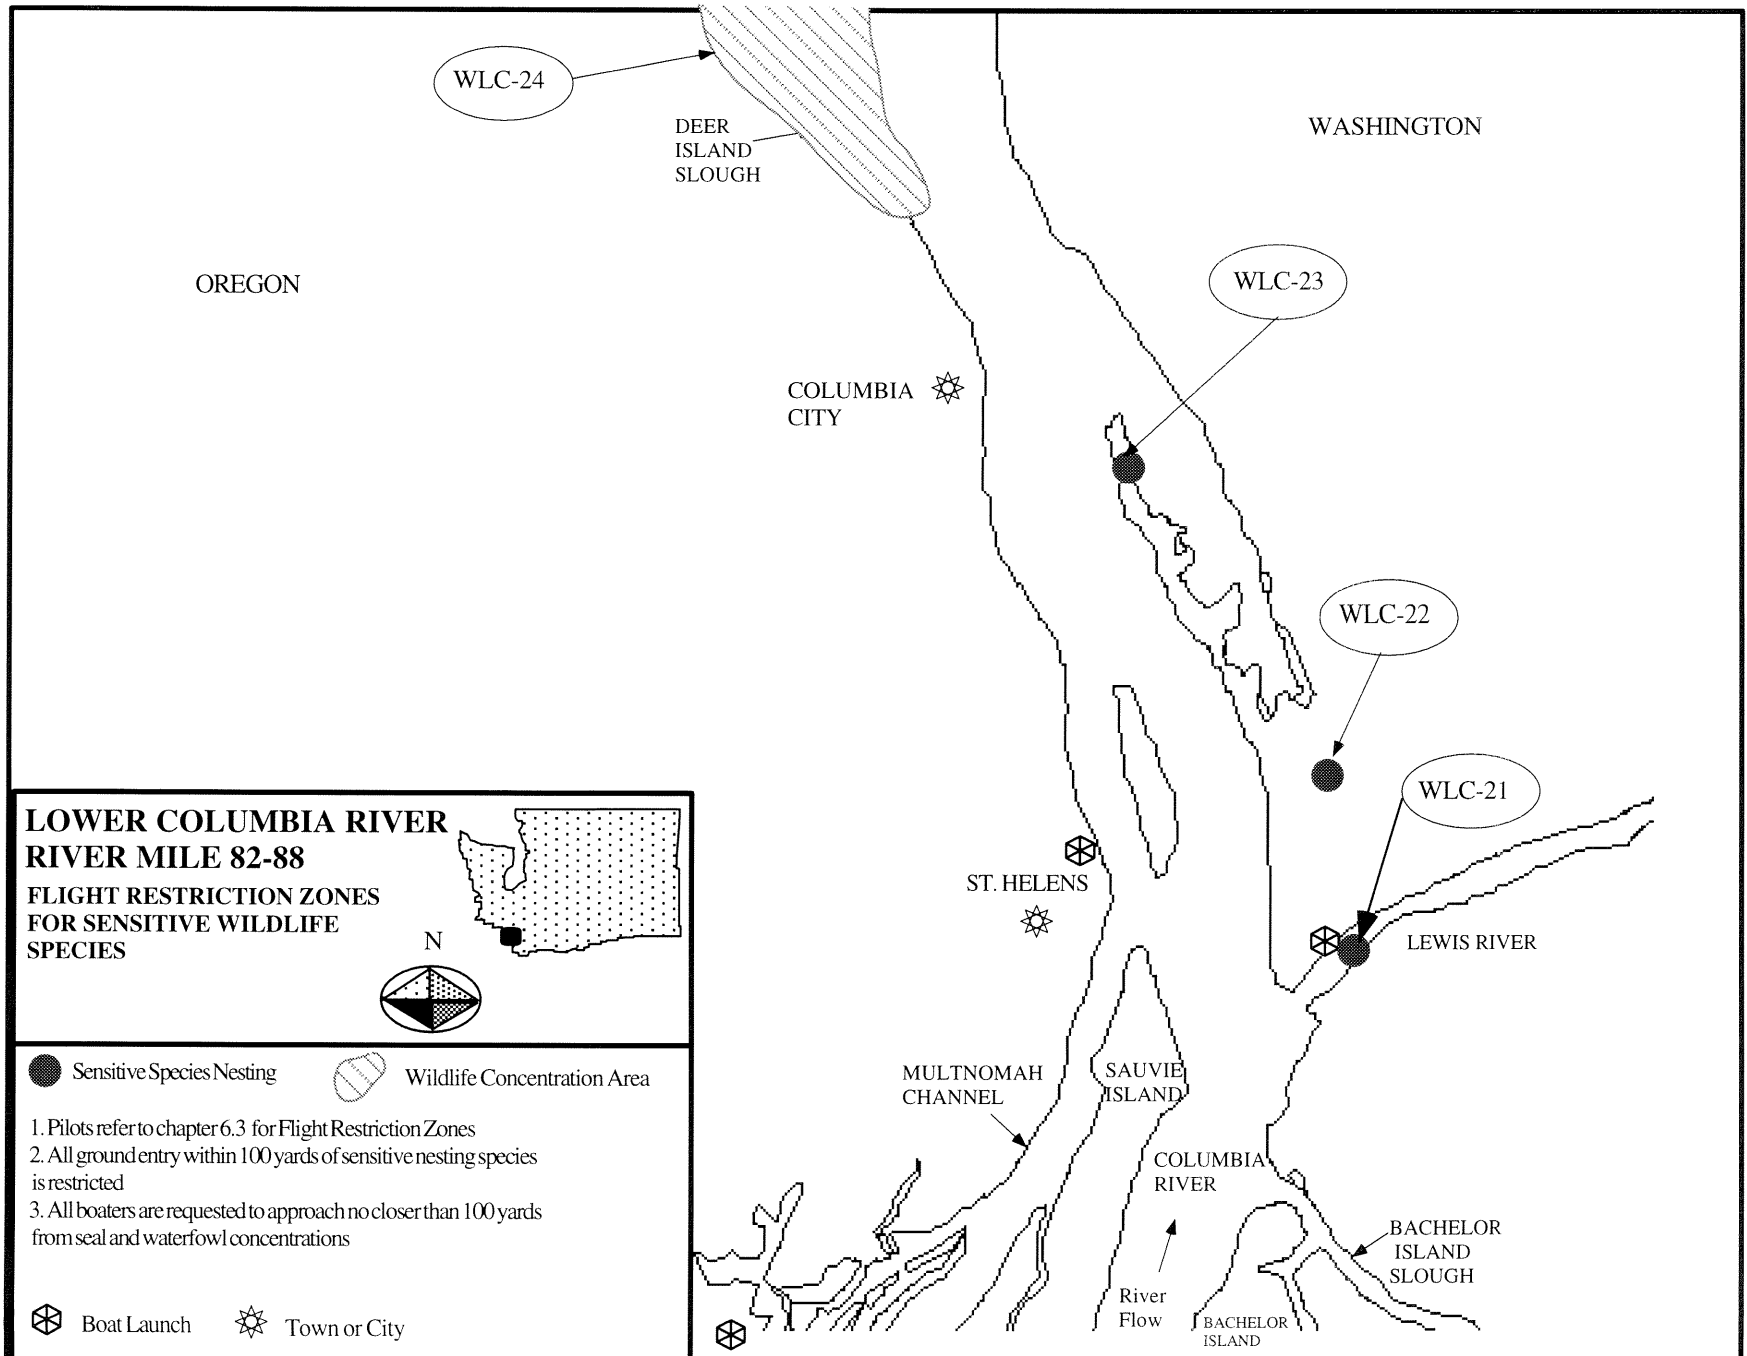 WLC-24
DEER
ISLAND
SLOUGH
WASHINGTON
OREGON
WLC-23
COLUMBIA
CITY
WLC-22
WLC-21
ST. HELENS
LEWIS RIVER
MULTNOMAH
CHANNEL
SAUVIE
ISLAND
COLUMBIA
RIVER
BACHELOR
ISLAND
SLOUGH
River
Flow
BACHELOR
ISLAND
LOWER COLUMBIA RIVER
RIVER MILE 82-88
FLIGHT RESTRICTION ZONES
FOR SENSITIVE WILDLIFE
SPECIES
N
Sensitive Species Nesting
Wildlife Concentration Area
1. Pilots refer to chapter 6.3 for Flight Restriction Zones
2. All ground entry within 100 yards of sensitive nesting species
is restricted
3. All boaters are requested to approach no closer than 100 yards
from seal and waterfowl concentrations
Boat Launch
Town or City